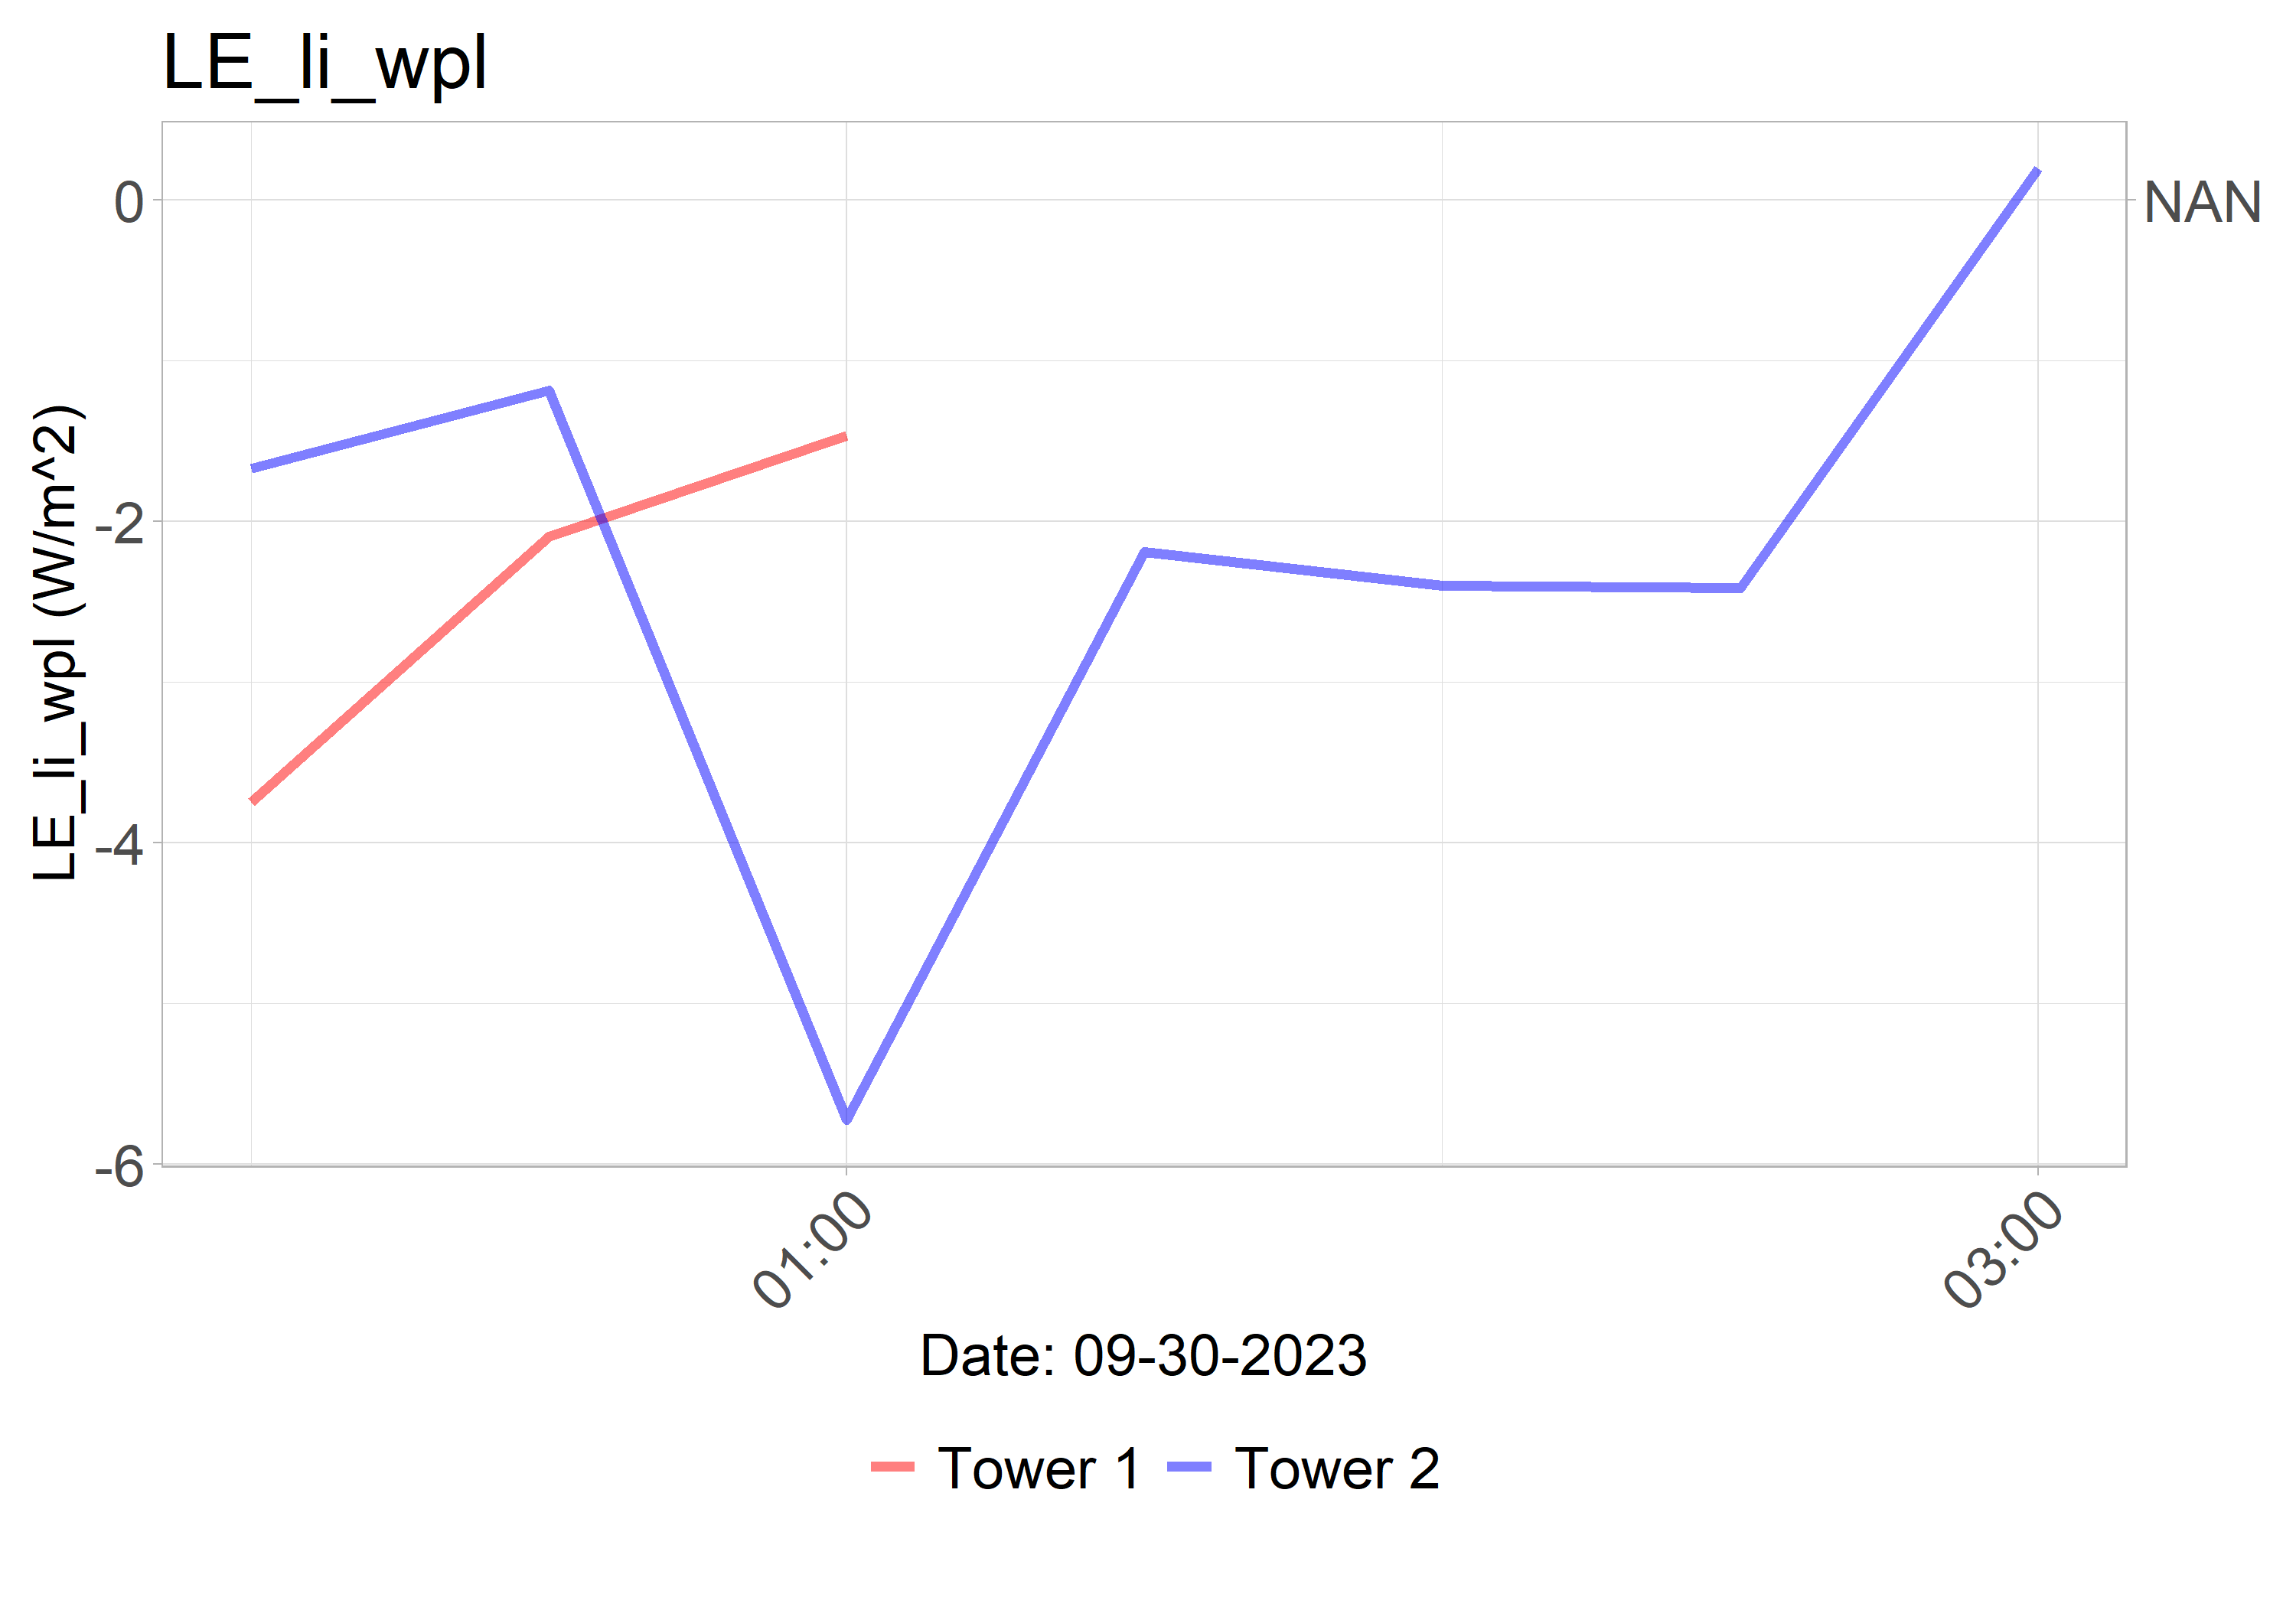 LE_li_wpl
LE_li_wpl (W/m^2)
0
-2
-4
-6
NAN
01:00
03:00
Date: 09-30-2023
Tower 1
Tower 2